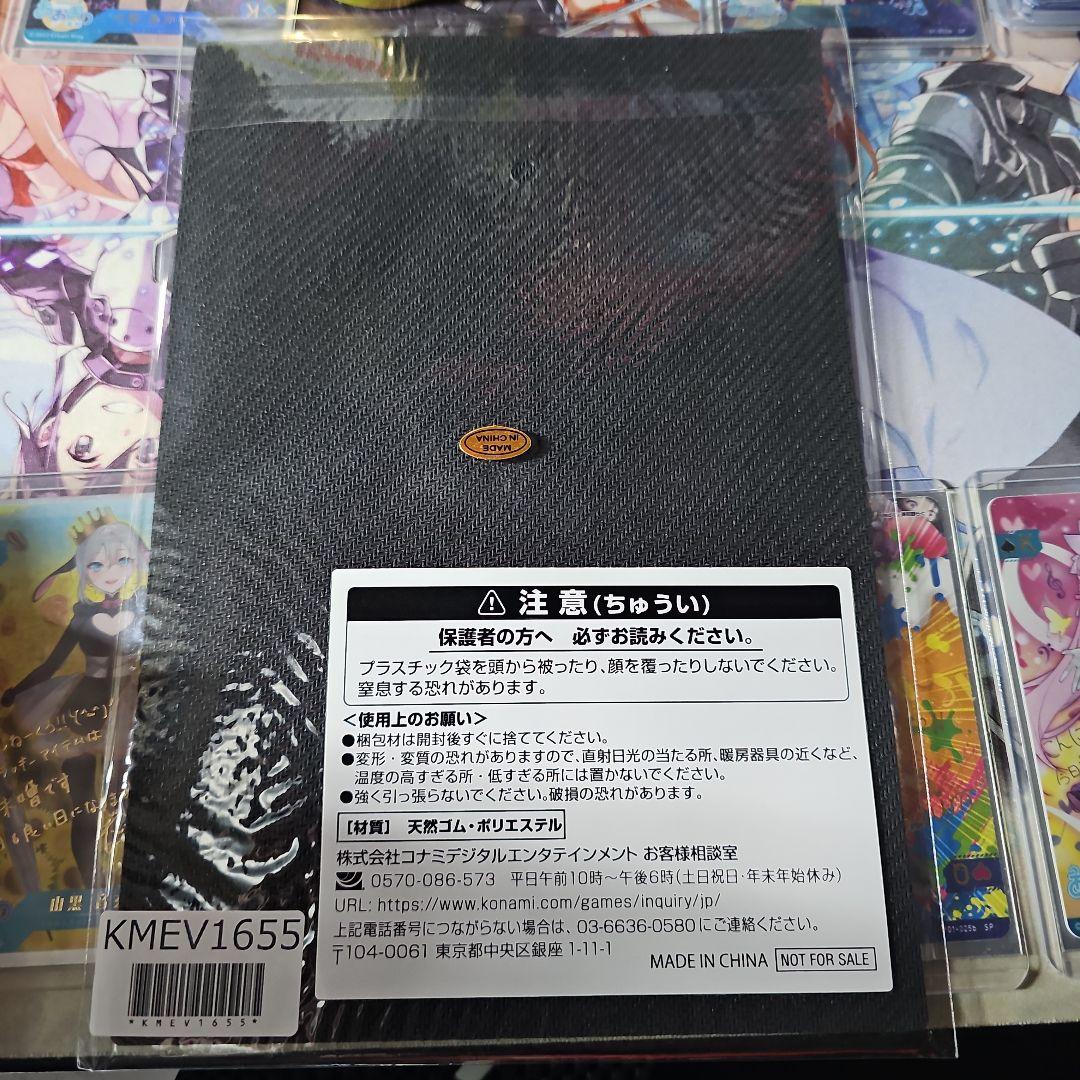 MADE
IN CHINA
⚠ 注意(ちゅうい)
保護者の方へ 必ずお読みください。
プラスチック袋を頭から被ったり、顔を覆ったりしないでください。
窒息する恐れがあります。
<使用上のお願い>
●梱包材は開封後すぐに捨ててください。
●変形・変質の恐れがありますので、直射日光の当たる所、暖房器具の近くなど、
温度の高すぎる所・低すぎる所には置かないでください。
●強く引っ張らないでください。破損の恐れがあります。
【材質】 天然ゴム・ポリエステル
株式会社コナミデジタルエンタテインメント お客様相談室
0570-086-573 平日午前10時～午後6時(土日祝日・年末年始休み)
URL: https://www.konami.com/games/inquiry/jp/
上記電話番号につながらない場合は、03-6636-0580にご連絡ください。
〒104-0061 東京都中央区銀座 1-11-1
MADE IN CHINA NOT FOR SALE
KMEV1655
*KMEV1655*
01-025b SP